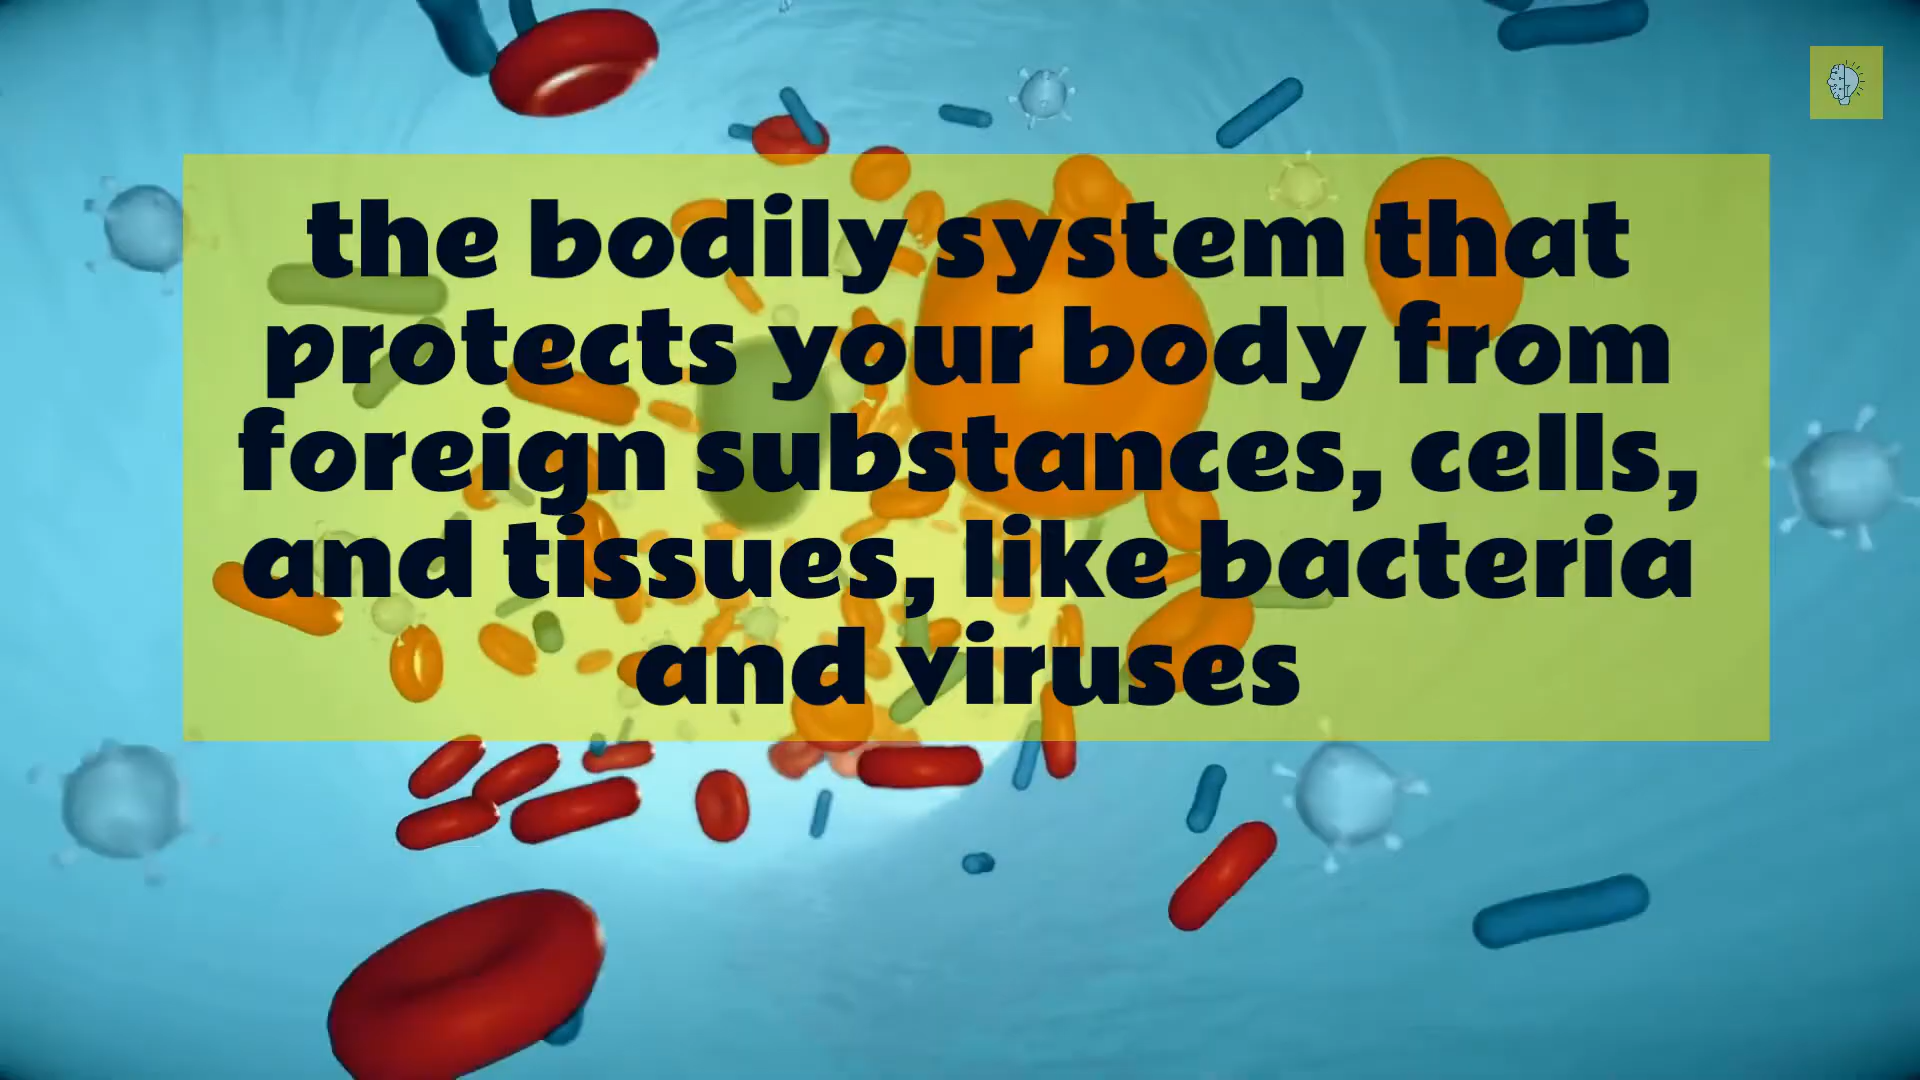 the bodily system that
protects your body from
foreign substances, cells,
and tissues, like bacteria
and viruses